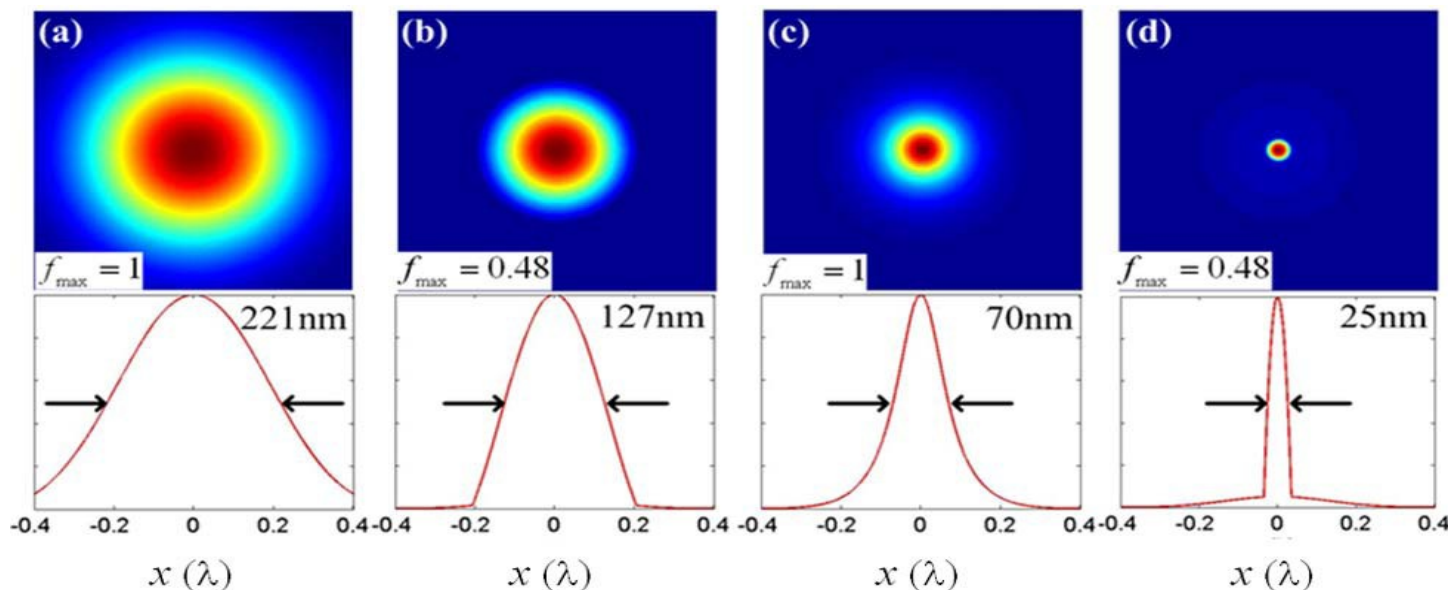 (a) (b) (c) (d)
f_max = 1 f_max = 0.48 f_max = 1 f_max = 0.48
221nm 127nm 70nm 25nm
-0.4 -0.2 0 0.2 0.4 -0.4 -0.2 0 0.2 0.4 -0.4 -0.2 0 0.2 0.4 -0.4 -0.2 0 0.2 0.4
x (λ) x (λ) x (λ) x (λ)